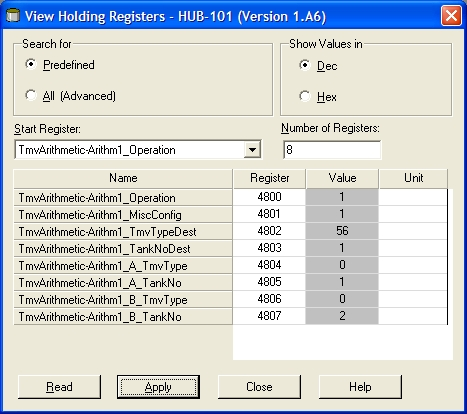 View Holding Registers - HUB-101 (Version 1.A6)
Search for
Predefined
All (Advanced)
Show Values in
Dec
Hex
Start Register:
Number of Registers:
TmvArithmetic-Arithm1_Operation
8
Name Register Value Unit
TmvArithmetic-Arithm1_Operation 4800 1
TmvArithmetic-Arithm1_MiscConfig 4801 1
TmvArithmetic-Arithm1_TmvTypeDest 4802 56
TmvArithmetic-Arithm1_TankNoDest 4803 1
TmvArithmetic-Arithm1_A_TmvType 4804 0
TmvArithmetic-Arithm1_A_TankNo 4805 1
TmvArithmetic-Arithm1_B_TmvType 4806 0
TmvArithmetic-Arithm1_B_TankNo 4807 2
Read Apply Close Help